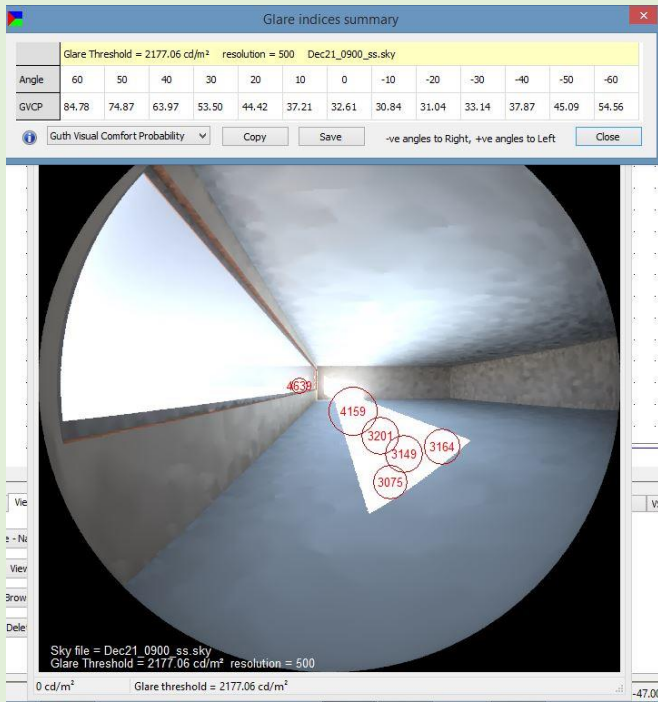 Glare indices summary
Glare Threshold = 2177.06 cd/m² resolution = 500 Dec21_0900_ss.sky
Angle 60 50 40 30 20 10 0 -10 -20 -30 -40 -50 -60
GVCP 84.78 74.87 63.97 53.50 44.42 37.21 32.61 30.84 31.04 33.14 37.87 45.09 54.56
Guth Visual Comfort Probability Copy Save -ve angles to Right, +ve angles to Left Close
4639
4159
3201
3149
3164
3075
View
Sky file = Dec21_0900_ss.sky
Glare Threshold = 2177.06 cd/m² resolution = 500
0 cd/m² Glare threshold = 2177.06 cd/m²
-47.00